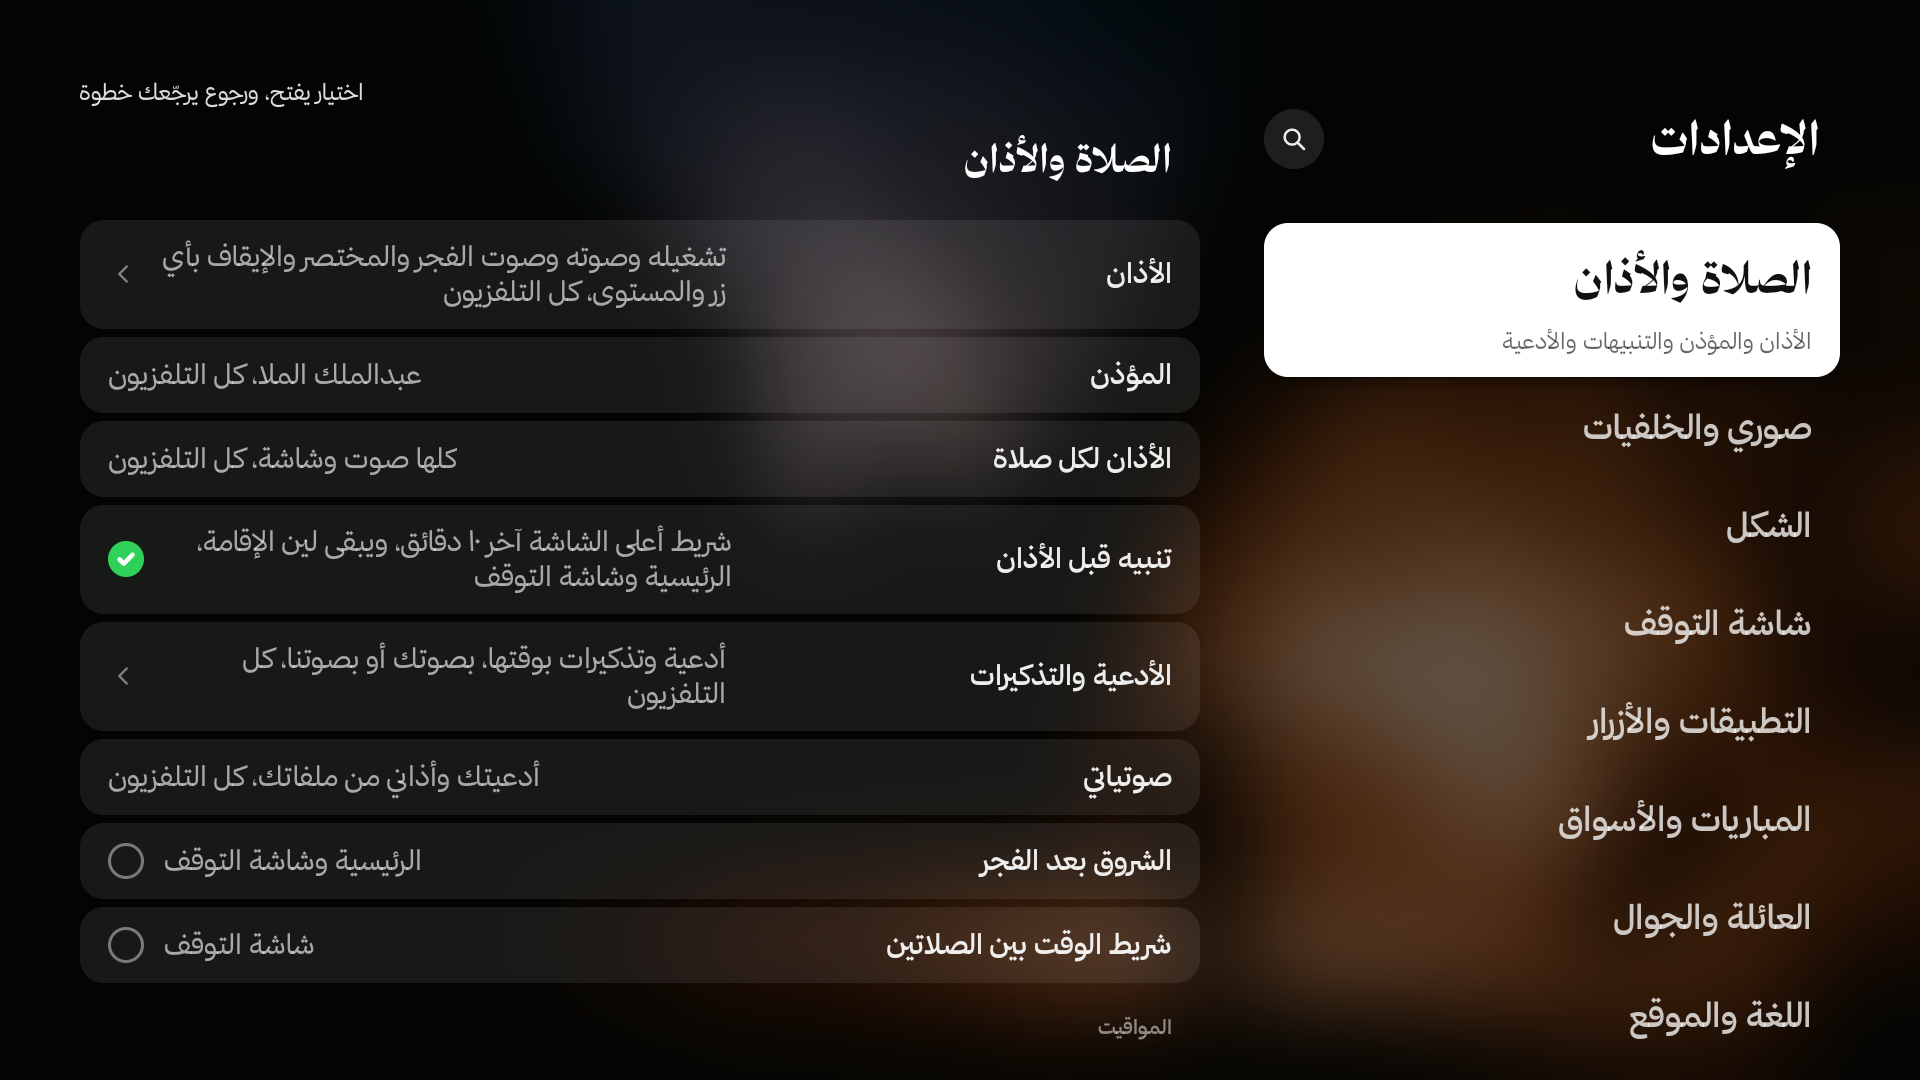 الإعدادات
الصلاة والأذان
الأذان والمؤذن والتنبيهات والأدعية
صوري والخلفيات
الشكل
شاشة التوقف
التطبيقات والأزرار
المباريات والأسواق
العائلة والجوال
اللغة والموقع
اختيار يفتح، ورجوع يرجّعك خطوة
الصلاة والأذان
الأذان
تشغيله وصوته وصوت الفجر والمختصر والإيقاف بأي
زر والمستوى، كل التلفزيون
المؤذن
عبدالملك الملا، كل التلفزيون
الأذان لكل صلاة
كلها صوت وشاشة، كل التلفزيون
تنبيه قبل الأذان
شريط أعلى الشاشة آخر ١٠ دقائق، ويبقى لين الإقامة،
الرئيسية وشاشة التوقف
الأدعية والتذكيرات
أدعية وتذكيرات بوقتها، بصوتك أو بصوتنا، كل
التلفزيون
صوتياتي
أدعيتك وأذاني من ملفاتك، كل التلفزيون
الشروق بعد الفجر
الرئيسية وشاشة التوقف
شريط الوقت بين الصلاتين
شاشة التوقف
المواقيت